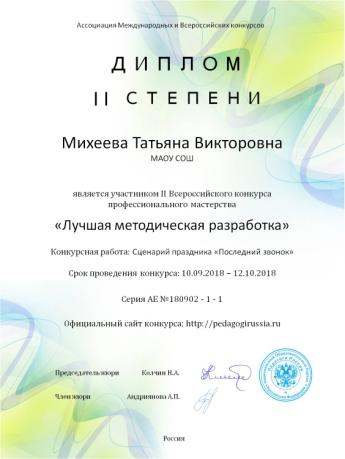 Ассоциация Международных и Всероссийских конкурсов
ДИПЛОМ
II СТЕПЕНИ
Михеева Татьяна Викторовна
МАОУ СОШ
является участником II Всероссийского конкурса
профессионального мастерства
«Лучшая методическая разработка»
Конкурсная работа: Сценарий праздника «Последний звонок»
Срок проведения конкурса: 10.09.2018 – 12.10.2018
Серия АЕ №180902 - 1 - 1
Официальный сайт конкурса: http://pedagogirussia.ru
Председатель жюри Колчин Н.А.
Член жюри Андриянова А.П.
Россия